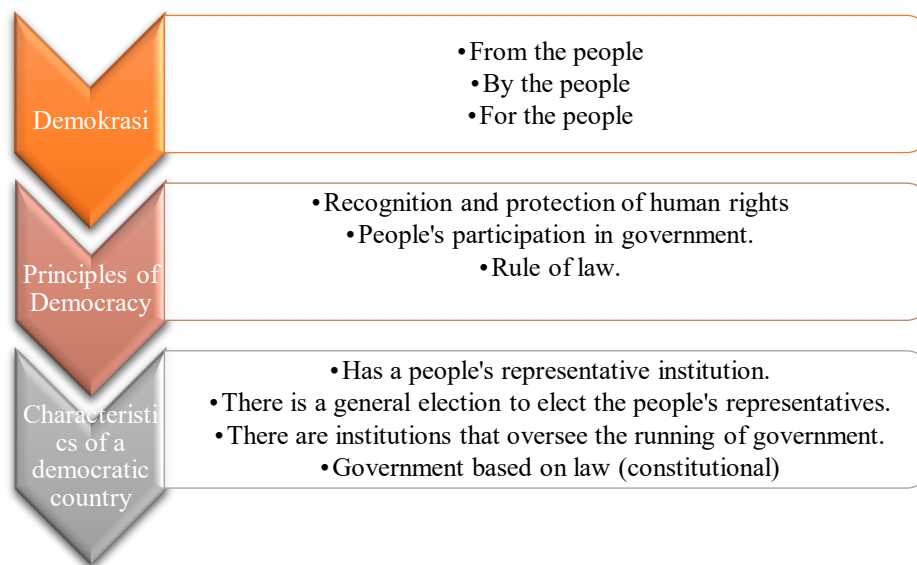 Demokrasi
•From the people
•By the people
•For the people
Principles of
Democracy
•Recognition and protection of human rights
•People's participation in government.
•Rule of law.
Characteristi
cs of a
democratic
country
•Has a people's representative institution.
•There is a general election to elect the people's representatives.
•There are institutions that oversee the running of government.
•Government based on law (constitutional)